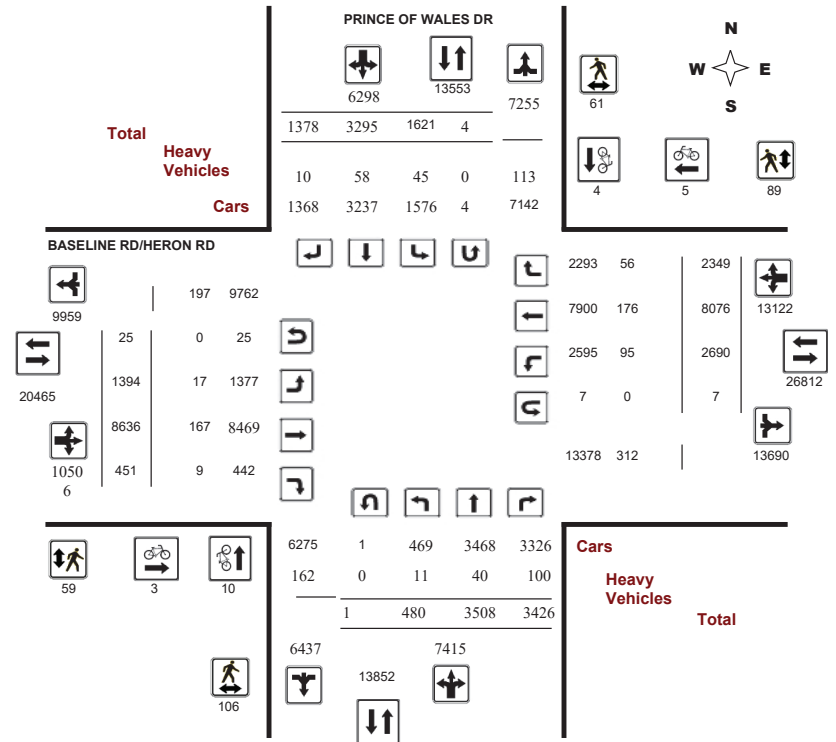 PRINCE OF WALES DR
N
W E
S
6298
13553
7255
61
1378 3295 1621 4
Total
Heavy
Vehicles
Cars
10 58 45 0 113
1368 3237 1576 4 7142
4
5
89
BASELINE RD/HERON RD
9959
197 9762
25 0 25
20465
1394 17 1377
8636 167 8469
1050
6
451 9 442
2293 56 2349
7900 176 8076
13122
2595 95 2690
26812
7 0 7
13378 312
13690
59
3
10
106
6275 1 469 3468 3326
162 0 11 40 100
1 480 3508 3426
6437
13852
7415
Cars
Heavy
Vehicles
Total